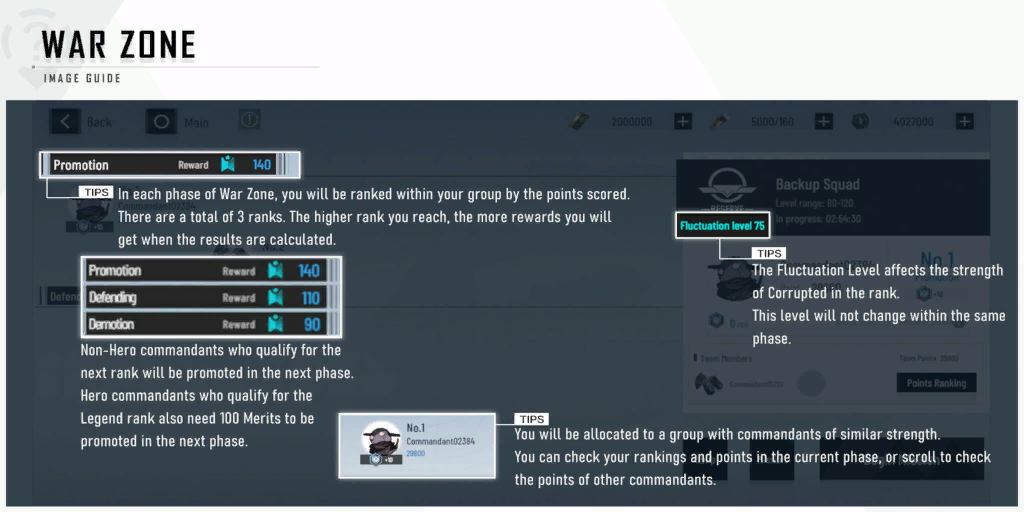 WAR ZONE
IMAGE GUIDE
Back
Main
2000000
5000/160
4027000
Promotion Reward 140
TIPS
In each phase of War Zone, you will be ranked within your group by the points scored.
There are a total of 3 ranks. The higher rank you reach, the more rewards you will
get when the results are calculated.
Promotion Reward 140
Defending Reward 110
Demotion Reward 90
Non-Hero commandants who qualify for the
next rank will be promoted in the next phase.
Hero commandants who qualify for the
Legend rank also need 100 Merits to be
promoted in the next phase.
Backup Squad
Level range: 80-120
In progress: 02:54:30
RESERVE
Fluctuation level 75
TIPS
The Fluctuation Level affects the strength
of Corrupted in the rank.
This level will not change within the same
phase.
No.1
+10
Team Members
Team Points 29800
Points Ranking
No.1
Commandant02384
29800
+10
TIPS
You will be allocated to a group with commandants of similar strength.
You can check your rankings and points in the current phase, or scroll to check
the points of other commandants.